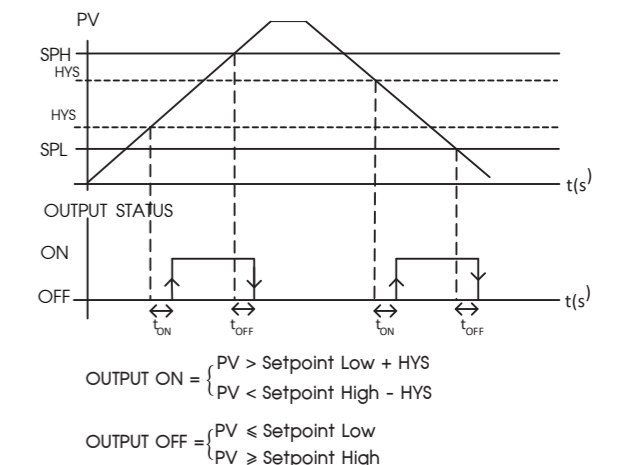 PV
SPH
HYS
HYS
SPL
t(s)
OUTPUT STATUS
ON
OFF
t(s)
tON tOFF tON tOFF
OUTPUT ON = { PV > Setpoint Low + HYS
PV < Setpoint High - HYS
OUTPUT OFF = { PV ⩽ Setpoint Low
PV ⩾ Setpoint High